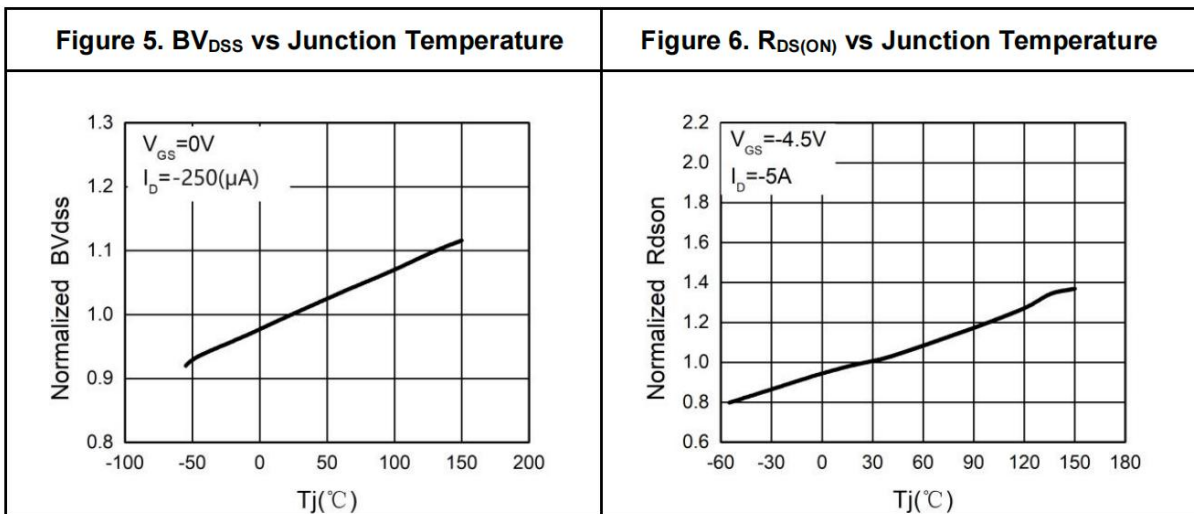 Figure 5. BVDSS vs Junction Temperature
Figure 6. RDS(ON) vs Junction Temperature
VGS=0V
ID=-250(μA)
Normalized BVdss
1.3
1.2
1.1
1.0
0.9
0.8
-100 -50 0 50 100 150 200
Tj(℃)
VGS=-4.5V
ID=-5A
Normalized Rdson
2.2
2.0
1.8
1.6
1.4
1.2
1.0
0.8
0.6
-60 -30 0 30 60 90 120 150 180
Tj(℃)